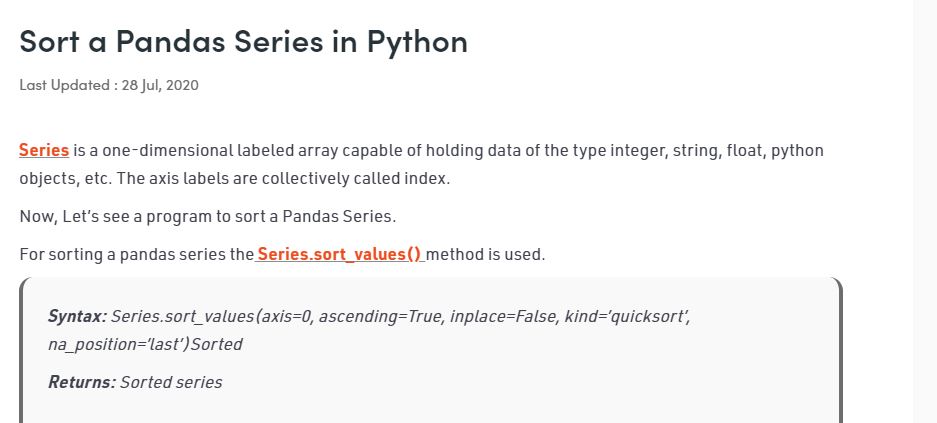 Sort a Pandas Series in Python
Last Updated : 28 Jul, 2020
Series is a one-dimensional labeled array capable of holding data of the type integer, string, float, python
objects, etc. The axis labels are collectively called index.
Now, Let’s see a program to sort a Pandas Series.
For sorting a pandas series the Series.sort_values() method is used.
Syntax: Series.sort_values(axis=0, ascending=True, inplace=False, kind=’quicksort’,
na_position=’last’)Sorted
Returns: Sorted series